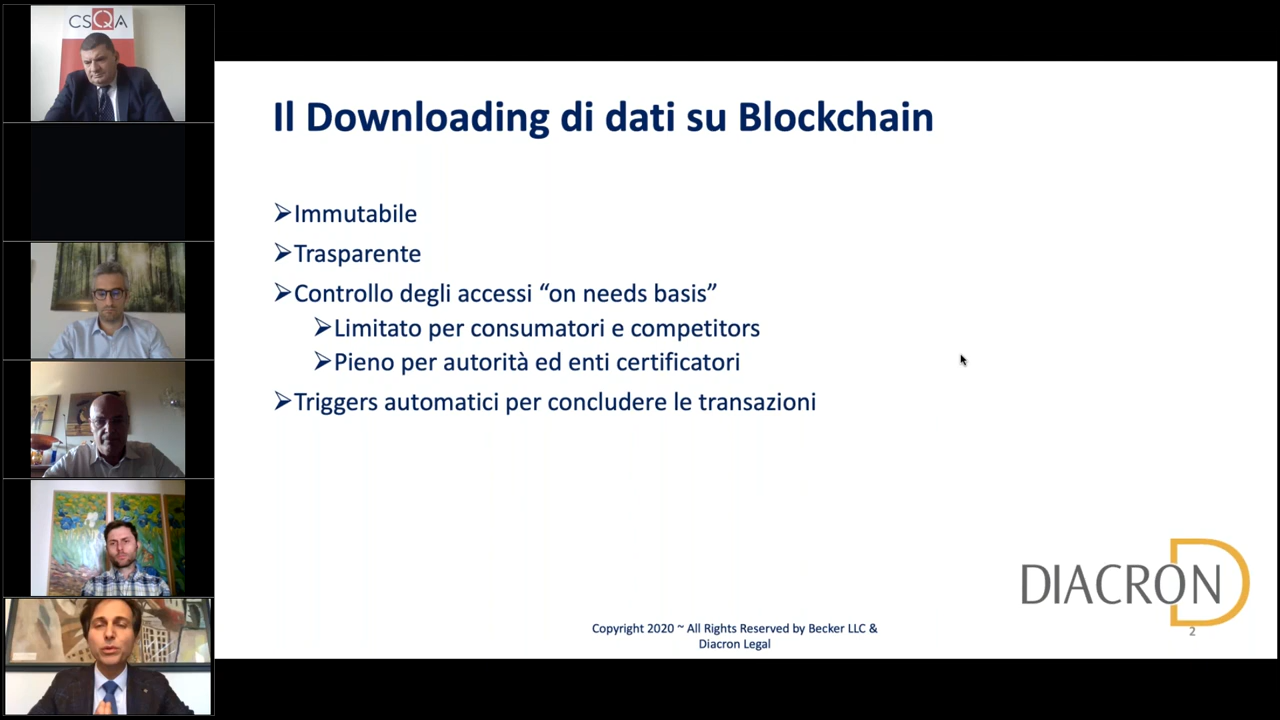 CSQA
Il Downloading di dati su Blockchain
➢Immutabile
➢Trasparente
➢Controllo degli accessi “on needs basis”
➢Limitato per consumatori e competitors
➢Pieno per autorità ed enti certificatori
➢Triggers automatici per concludere le transazioni
DIACRON
D
Copyright 2020 ~ All Rights Reserved by Becker LLC &
Diacron Legal
2